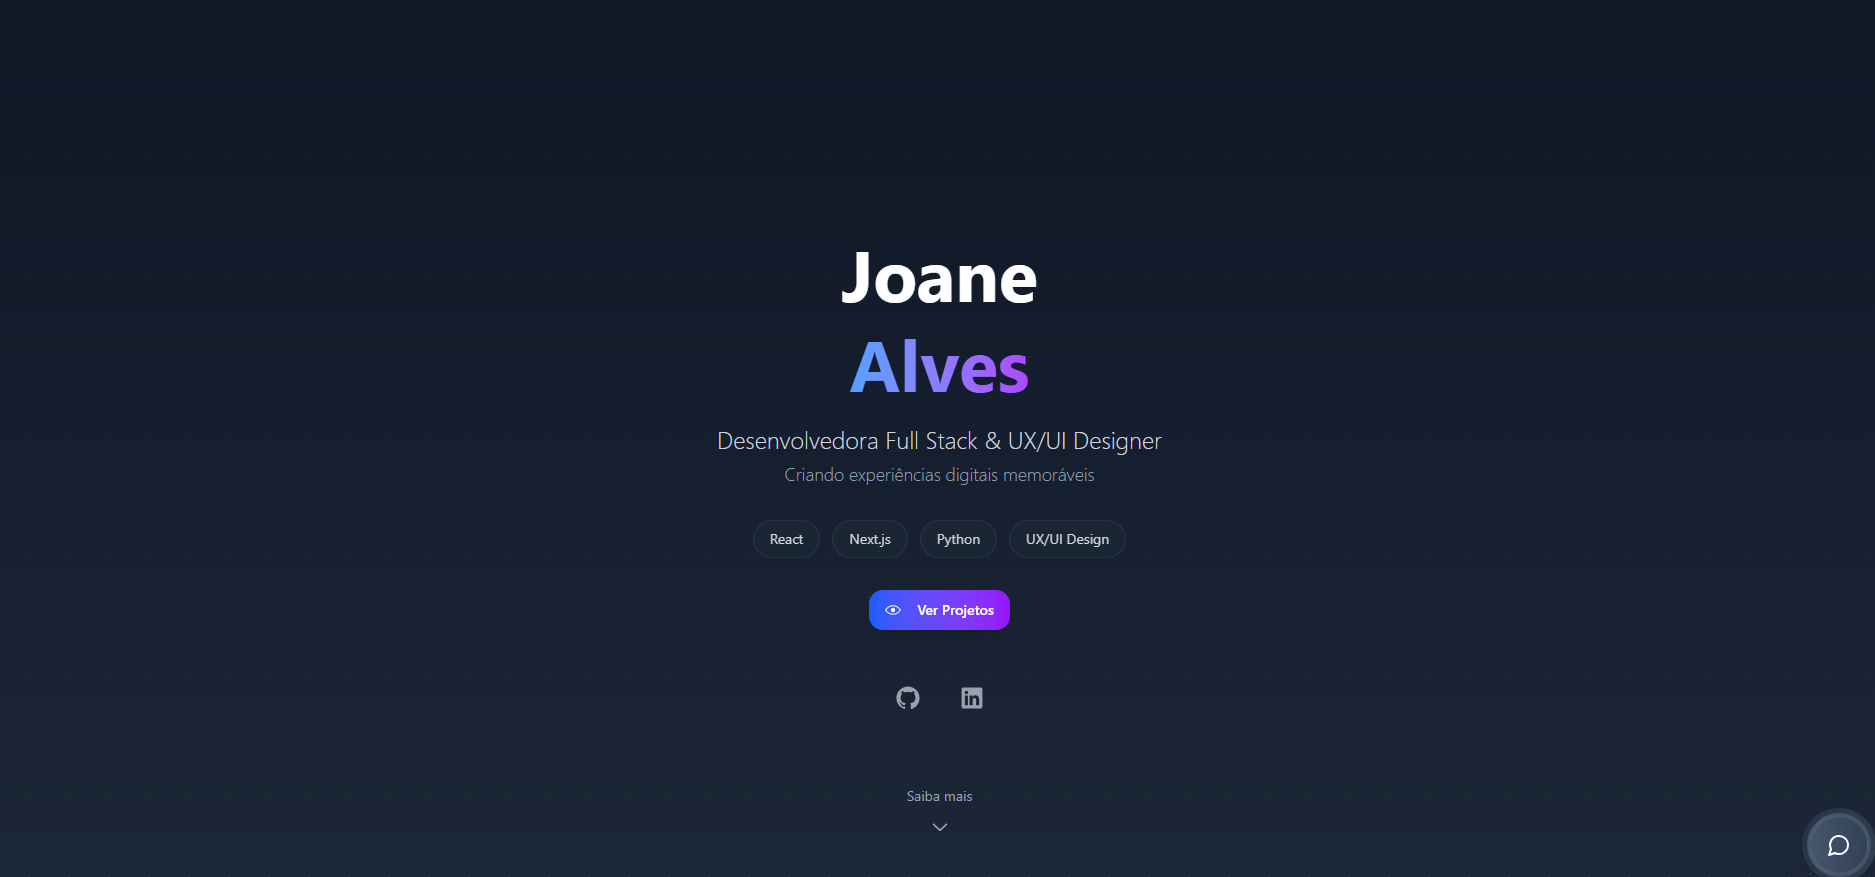 Joane
Alves
Desenvolvedora Full Stack & UX/UI Designer
Criando experiências digitais memoráveis
React Next.js Python UX/UI Design
Ver Projetos
in
Saiba mais